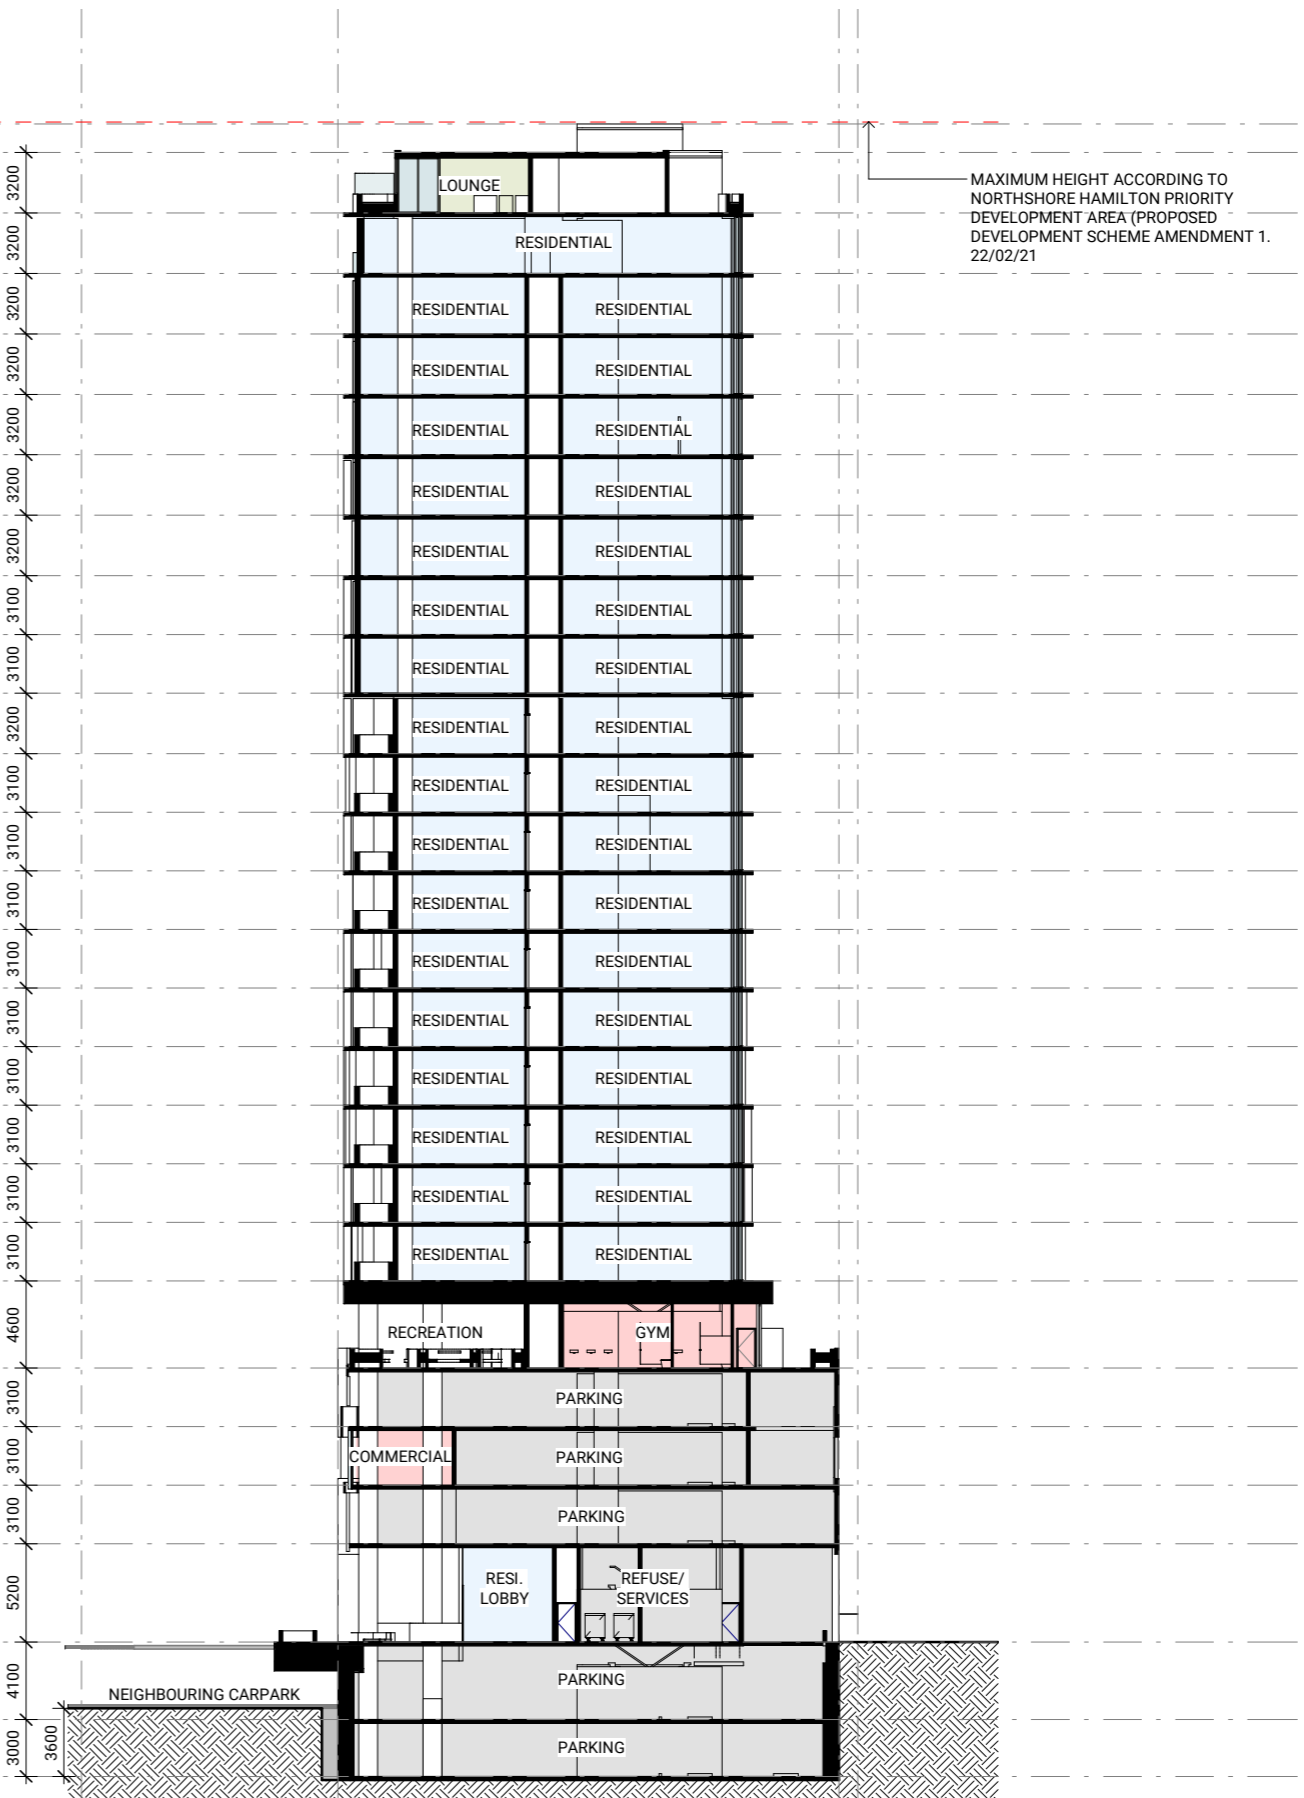 3200
LOUNGE
MAXIMUM HEIGHT ACCORDING TO
NORTHSHORE HAMILTON PRIORITY
DEVELOPMENT AREA (PROPOSED
DEVELOPMENT SCHEME AMENDMENT 1.
22/02/21
3200
RESIDENTIAL
3200
RESIDENTIAL RESIDENTIAL
3200
RESIDENTIAL RESIDENTIAL
3200
RESIDENTIAL RESIDENTIAL
3200
RESIDENTIAL RESIDENTIAL
3200
RESIDENTIAL RESIDENTIAL
3100
RESIDENTIAL RESIDENTIAL
3100
RESIDENTIAL RESIDENTIAL
3200
RESIDENTIAL RESIDENTIAL
3100
RESIDENTIAL RESIDENTIAL
3100
RESIDENTIAL RESIDENTIAL
3100
RESIDENTIAL RESIDENTIAL
3100
RESIDENTIAL RESIDENTIAL
3100
RESIDENTIAL RESIDENTIAL
3100
RESIDENTIAL RESIDENTIAL
3100
RESIDENTIAL RESIDENTIAL
3100
RESIDENTIAL RESIDENTIAL
3100
RESIDENTIAL RESIDENTIAL
4600
RECREATION GYM
3100
PARKING
3100
COMMERCIAL PARKING
3100
PARKING
5200
RESI.
LOBBY
REFUSE/
SERVICES
4100
PARKING
NEIGHBOURING CARPARK
3000
3600
PARKING